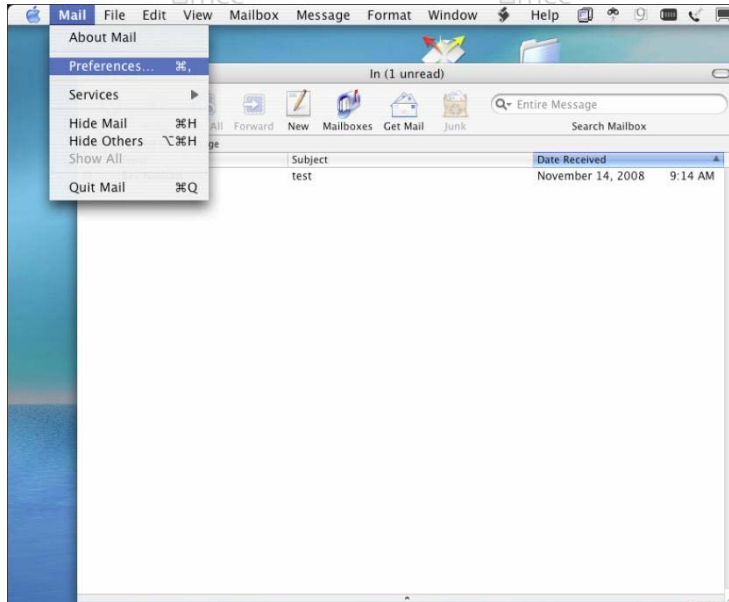 Mail File Edit View Mailbox Message Format Window Help
About Mail
Preferences... ⌘,
Services ▶
Hide Mail ⌘H
Hide Others ⌥⌘H
Show All
Quit Mail ⌘Q
In (1 unread)
All Forward New Mailboxes Get Mail Junk
Entire Message
Search Mailbox
Subject Date Received
test November 14, 2008 9:14 AM